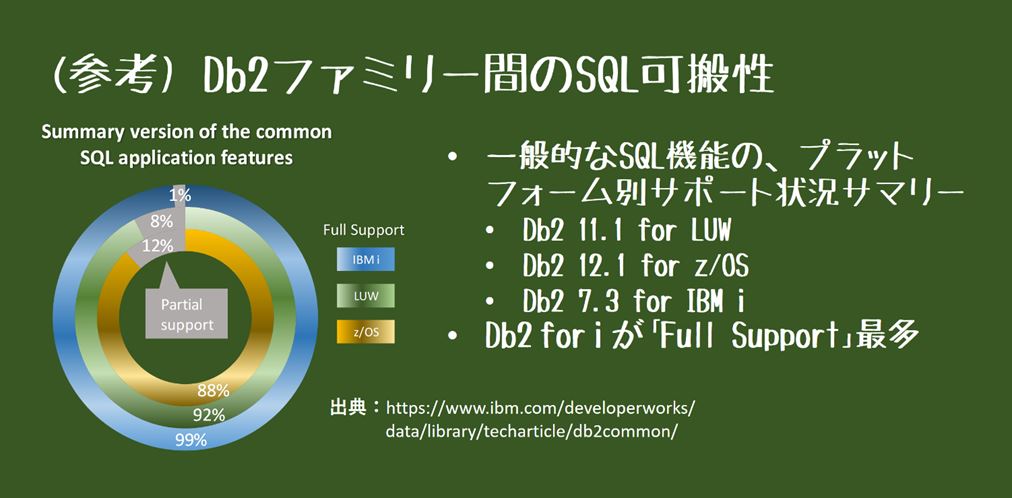 (参考) Db2ファミリー間のSQL可搬性
Summary version of the common
SQL application features
1%
8%
12%
Partial
support
88%
92%
99%
Full Support
IBM i
LUW
z/OS
• 一般的なSQL機能の、プラット
フォーム別サポート状況サマリー
• Db2 11.1 for LUW
• Db2 12.1 for z/OS
• Db2 7.3 for IBM i
• Db2 for i が「Full Support」最多
出典：https://www.ibm.com/developerworks/
data/library/techarticle/db2common/